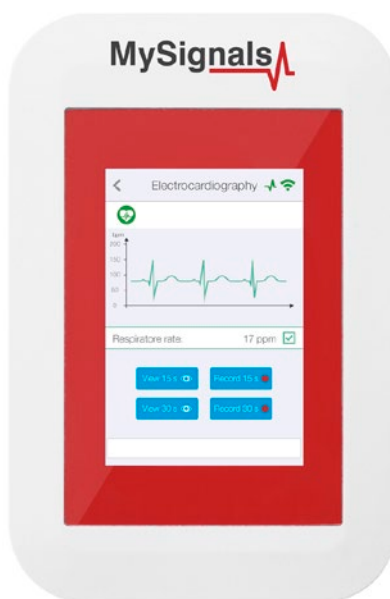 MySignals
Electrocardiography
bpm
200
150
100
50
0
Respiratore rate: 17 ppm
View 15 s Record 15 s
View 30 s Record 30 s